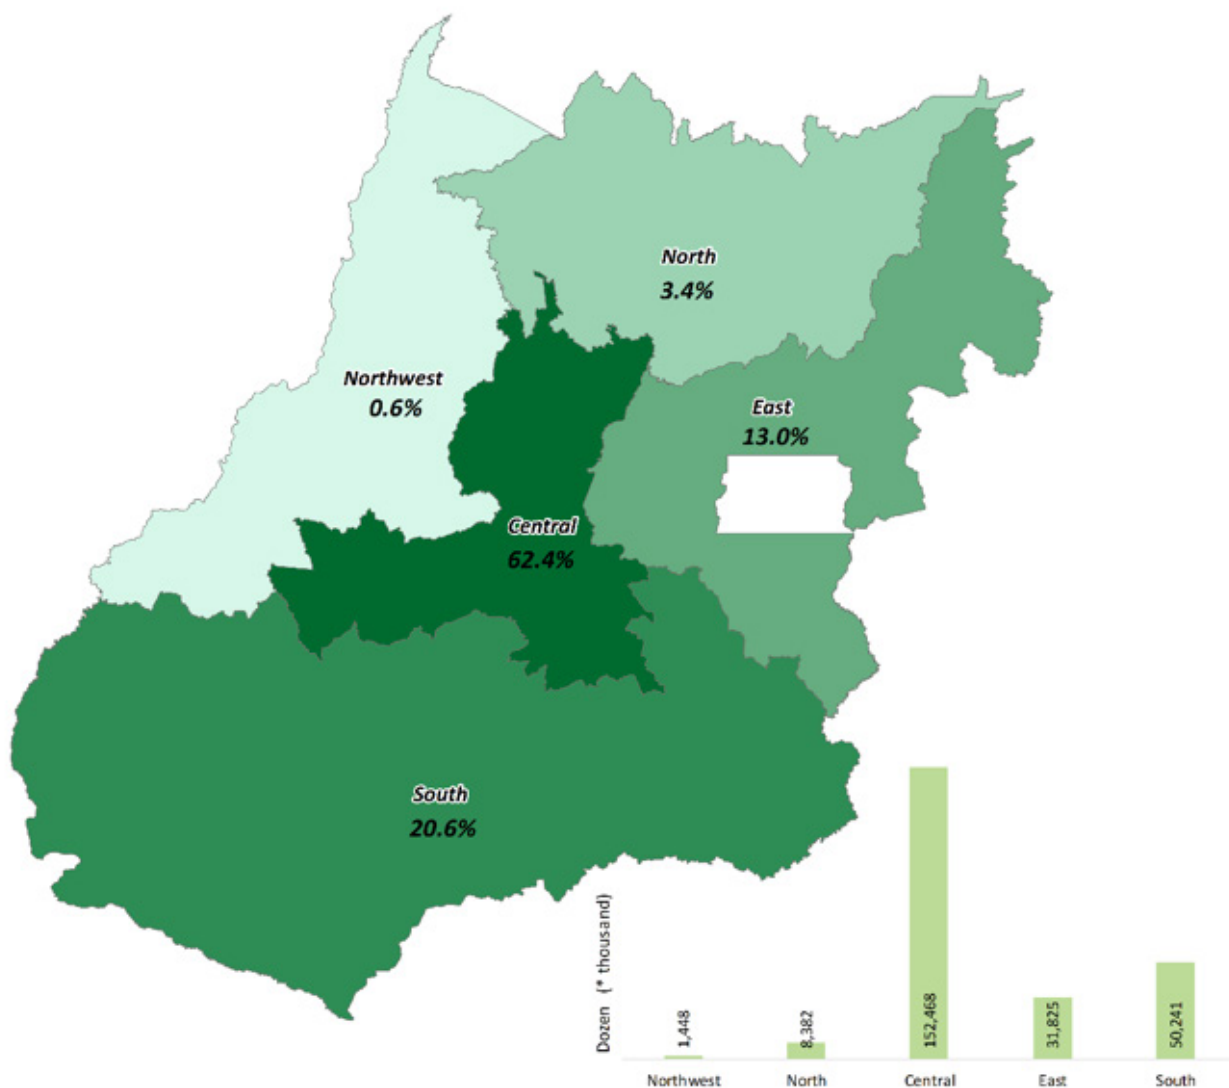 North
3.4%
Northwest
0.6%
East
13.0%
Central
62.4%
South
20.6%
Dozen (* thousand)
1,448
8,382
152,468
31,825
50,241
Northwest
North
Central
East
South